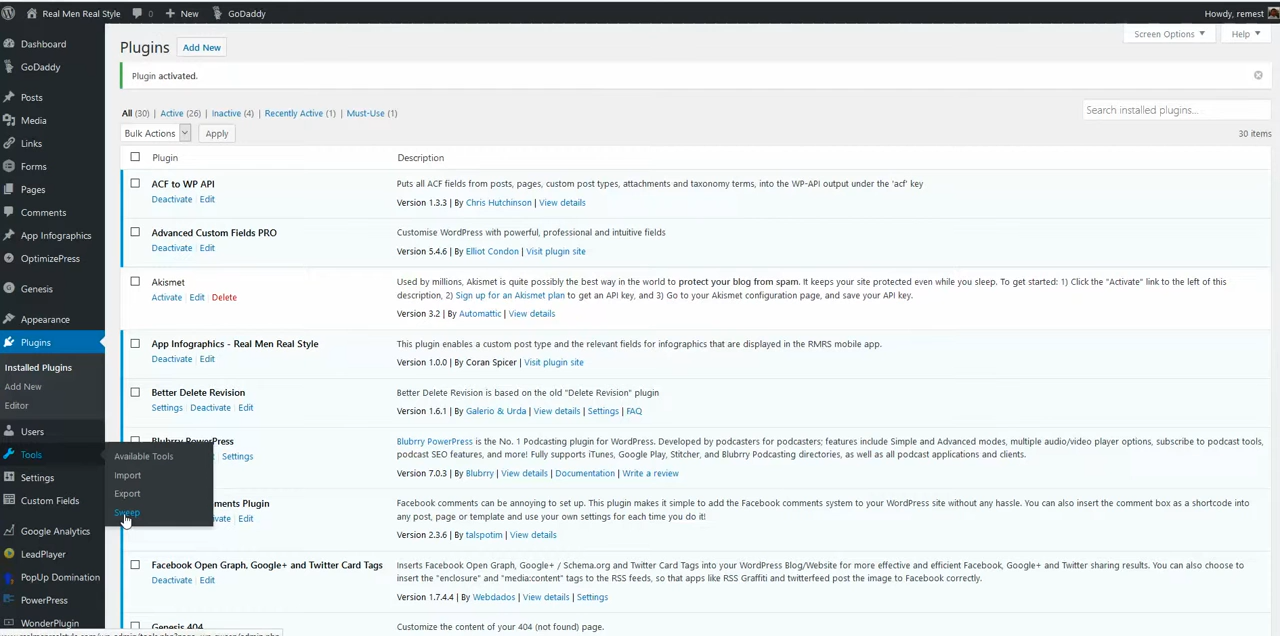 Real Men Real Style 0 New GoDaddy Howdy, remest
Dashboard
GoDaddy
Posts
Media
Links
Forms
Pages
Comments
App Infographics
OptimizePress
Genesis
Appearance
Plugins
Installed Plugins
Add New
Editor
Users
Tools
Settings
Custom Fields
Google Analytics
LeadPlayer
PopUp Domination
PowerPress
WonderPlugin
Available Tools
Import
Export
Sweep
Screen Options Help
Plugins Add New
Plugin activated.
All (30) | Active (26) | Inactive (4) | Recently Active (1) | Must-Use (1)
Search installed plugins...
Bulk Actions Apply
30 items
Plugin Description
ACF to WP API
Deactivate | Edit
Puts all ACF fields from posts, pages, custom post types, attachments and taxonomy terms, into the WP-API output under the 'acf' key
Version 1.3.3 | By Chris Hutchinson | View details
Advanced Custom Fields PRO
Deactivate | Edit
Customise WordPress with powerful, professional and intuitive fields
Version 5.4.6 | By Elliot Condon | Visit plugin site
Akismet
Activate | Edit | Delete
Used by millions, Akismet is quite possibly the best way in the world to protect your blog from spam. It keeps your site protected even while you sleep. To get started: 1) Click the "Activate" link to the left of this
description, 2) Sign up for an Akismet plan to get an API key, and 3) Go to your Akismet configuration page, and save your API key.
Version 3.2 | By Automattic | View details
App Infographics - Real Men Real Style
Deactivate | Edit
This plugin enables a custom post type and the relevant fields for infographics that are displayed in the RMRS mobile app.
Version 1.0.0 | By Coran Spicer | Visit plugin site
Better Delete Revision
Settings | Deactivate | Edit
Better Delete Revision is based on the old "Delete Revision" plugin
Version 1.6.1 | By Galerio & Urda | View details | Settings | FAQ
Blubrry PowerPress
Settings
Blubrry PowerPress is the No. 1 Podcasting plugin for WordPress. Developed by podcasters for podcasters; features include Simple and Advanced modes, multiple audio/video player options, subscribe to podcast tools,
podcast SEO features, and more! Fully supports iTunes, Google Play, Stitcher, and Blubrry Podcasting directories, as well as all podcast applications and clients.
Version 7.0.3 | By Blubrry | View details | Documentation | Write a review
Plugin
Edit
Facebook comments can be annoying to set up. This plugin makes it simple to add the Facebook comments system to your WordPress site without any hassle. You can also insert the comment box as a shortcode into
any post, page or template and use your own settings for each time you do it!
Version 2.3.6 | By talspotim | View details
Facebook Open Graph, Google+ and Twitter Card Tags
Deactivate | Edit
Inserts Facebook Open Graph, Google+ / Schema.org and Twitter Card Tags into your WordPress Blog/Website for more effective and efficient Facebook, Google+ and Twitter sharing results. You can also choose to
insert the "enclosure" and "media:content" tags to the RSS feeds, so that apps like RSS Graffiti and twitterfeed post the image to Facebook correctly.
Version 1.7.4.4 | By Webdados | View details | Settings
Genesis 404
Customize the content of your 404 (not found) page.